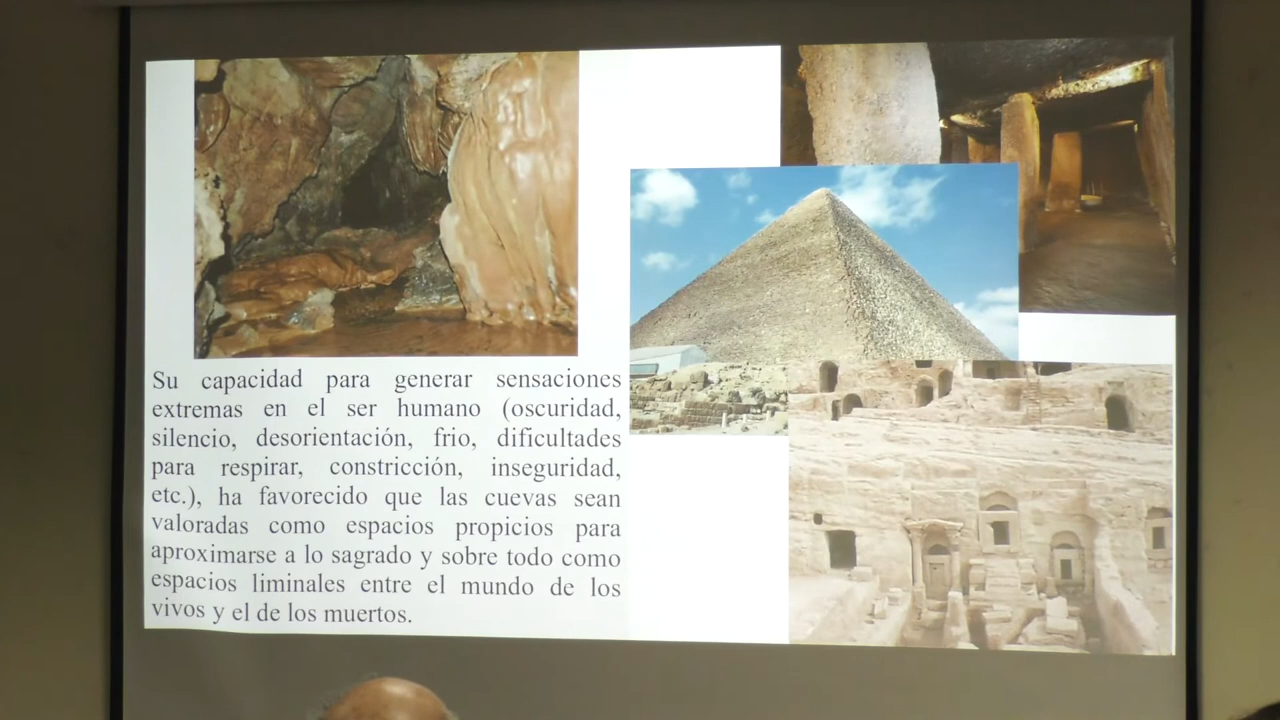 Su capacidad para generar sensaciones
extremas en el ser humano (oscuridad,
silencio, desorientación, frio, dificultades
para respirar, constricción, inseguridad,
etc.), ha favorecido que las cuevas sean
valoradas como espacios propicios para
aproximarse a lo sagrado y sobre todo como
espacios liminales entre el mundo de los
vivos y el de los muertos.